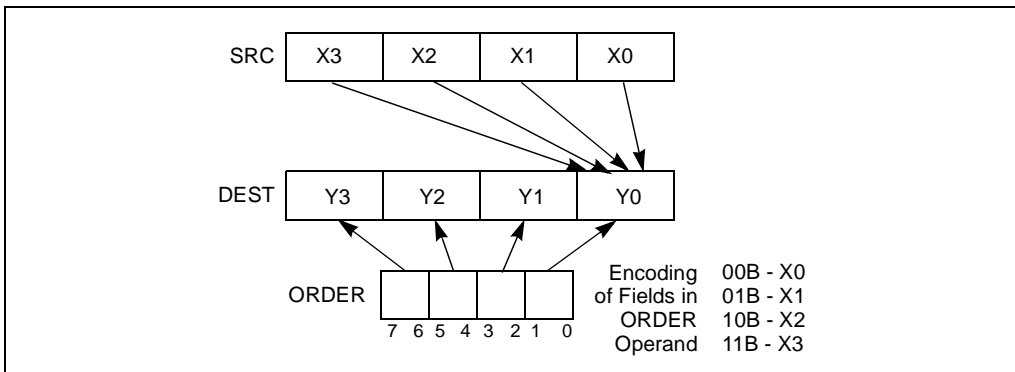 SRC X3 X2 X1 X0
DEST Y3 Y2 Y1 Y0
ORDER
7 6 5 4 3 2 1 0
Encoding 00B - X0
of Fields in 01B - X1
ORDER 10B - X2
Operand 11B - X3